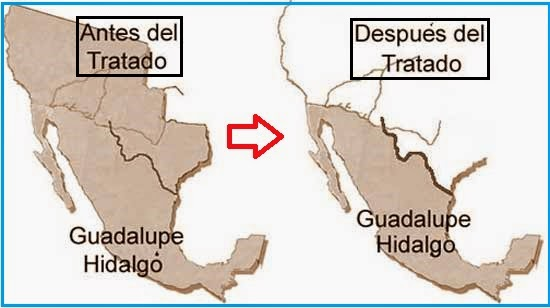 Antes del
Tratado
Guadalupe
Hidalgo
Después del
Tratado
Guadalupe
Hidalgo